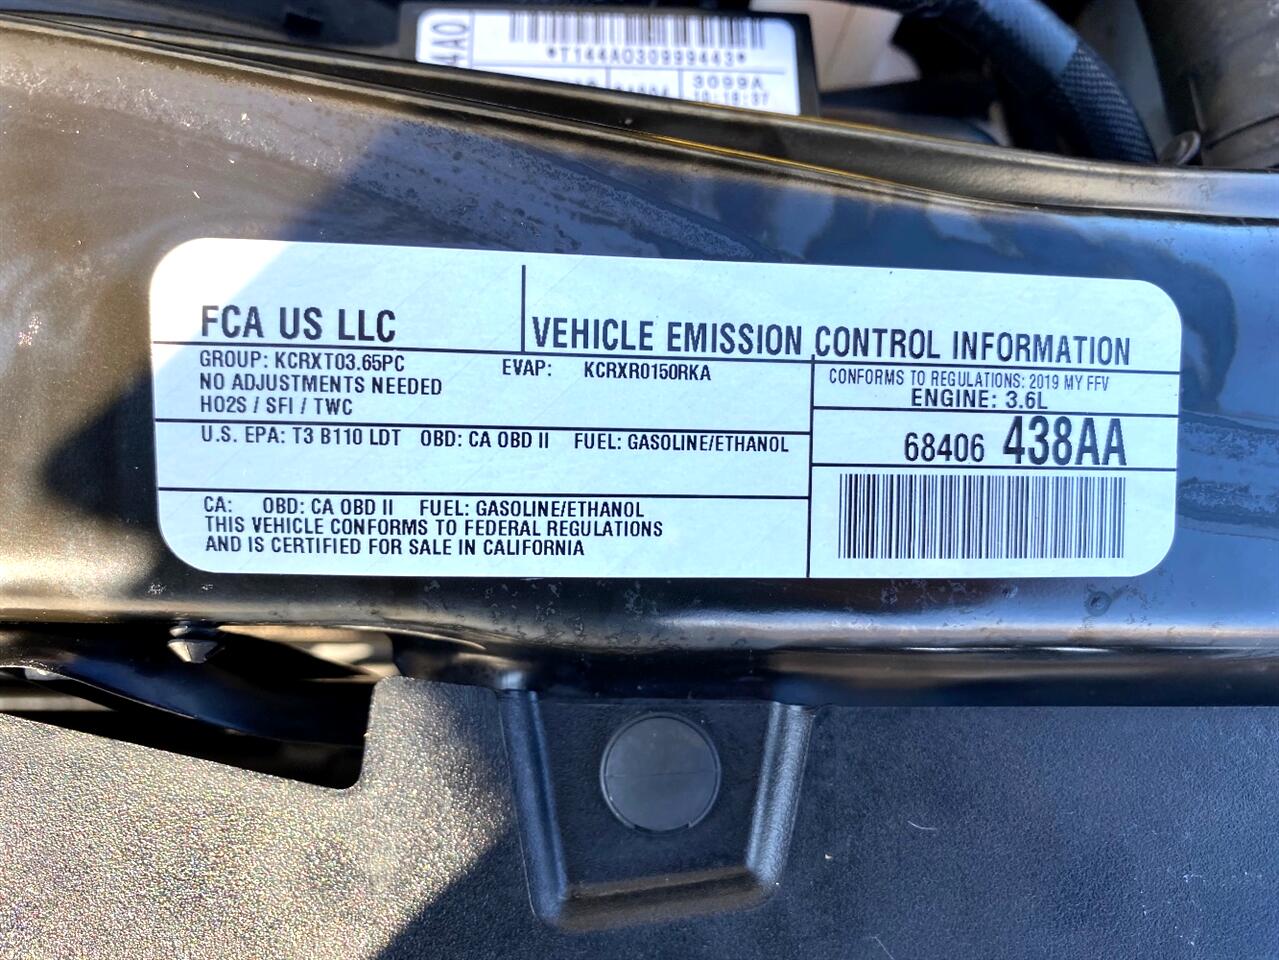 4A0
*T144A030999443*
3099A
FCA US LLC
VEHICLE EMISSION CONTROL INFORMATION
GROUP: KCRXT03.65PC
EVAP: KCRXR0150RKA
NO ADJUSTMENTS NEEDED
HO2S / SFI / TWC
CONFORMS TO REGULATIONS: 2019 MY FFV
ENGINE: 3.6L
U.S. EPA: T3 B110 LDT OBD: CA OBD II FUEL: GASOLINE/ETHANOL
68406 438AA
CA: OBD: CA OBD II FUEL: GASOLINE/ETHANOL
THIS VEHICLE CONFORMS TO FEDERAL REGULATIONS
AND IS CERTIFIED FOR SALE IN CALIFORNIA